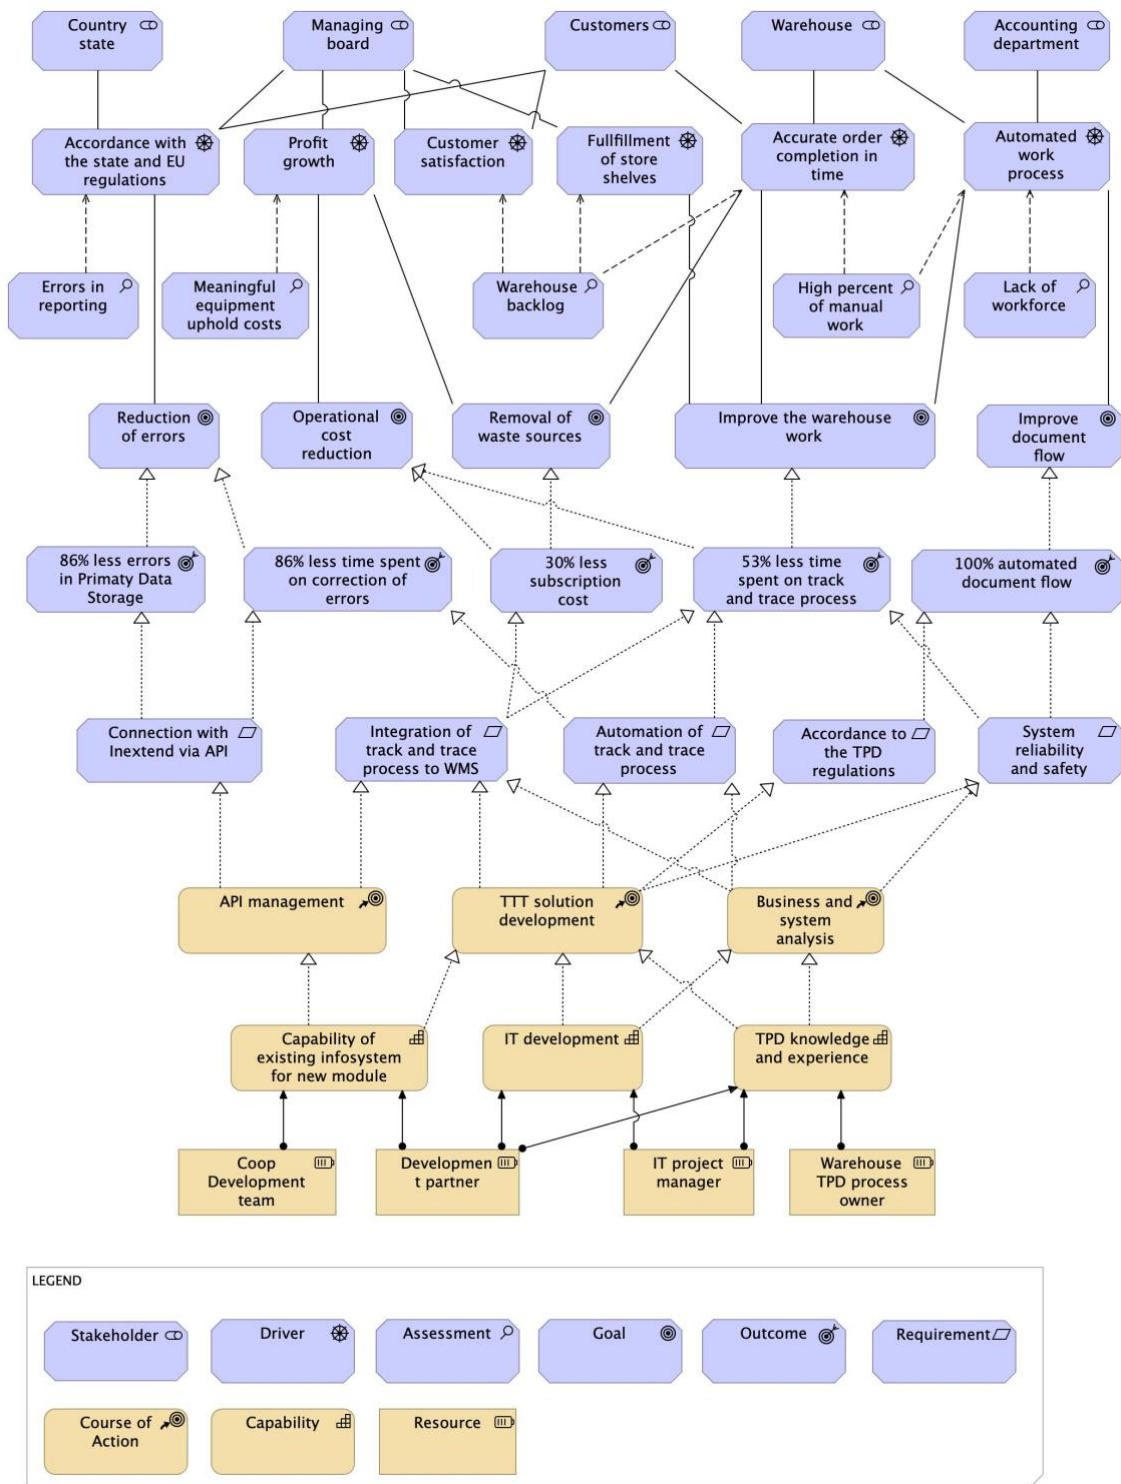 Country
state
Managing
board
Customers
Warehouse
Accounting
department
Accordance with
the state and EU
regulations
Profit
growth
Customer
satisfaction
Fullfillment
of store
shelves
Accurate order
completion in
time
Automated
work
process
Errors in
reporting
Meaningful
equipment
uphold costs
Warehouse
backlog
High percent
of manual
work
Lack of
workforce
Reduction
of errors
Operational
cost
reduction
Removal of
waste sources
Improve the warehouse
work
Improve
document
flow
86% less errors
in Primaty Data
Storage
86% less time spent
on correction of
errors
30% less
subscription
cost
53% less time
spent on track
and trace process
100% automated
document flow
Connection with
Inextend via API
Integration of
track and trace
process to WMS
Automation of
track and trace
process
Accordance to
the TPD
regulations
System
reliability
and safety
API management
TTT solution
development
Business and
system
analysis
Capability of
existing infosystem
for new module
IT development
TPD knowledge
and experience
Coop
Development
team
Developmen
t partner
IT project
manager
Warehouse
TPD process
owner
LEGEND
Stakeholder
Driver
Assessment
Goal
Outcome
Requirement
Course of
Action
Capability
Resource